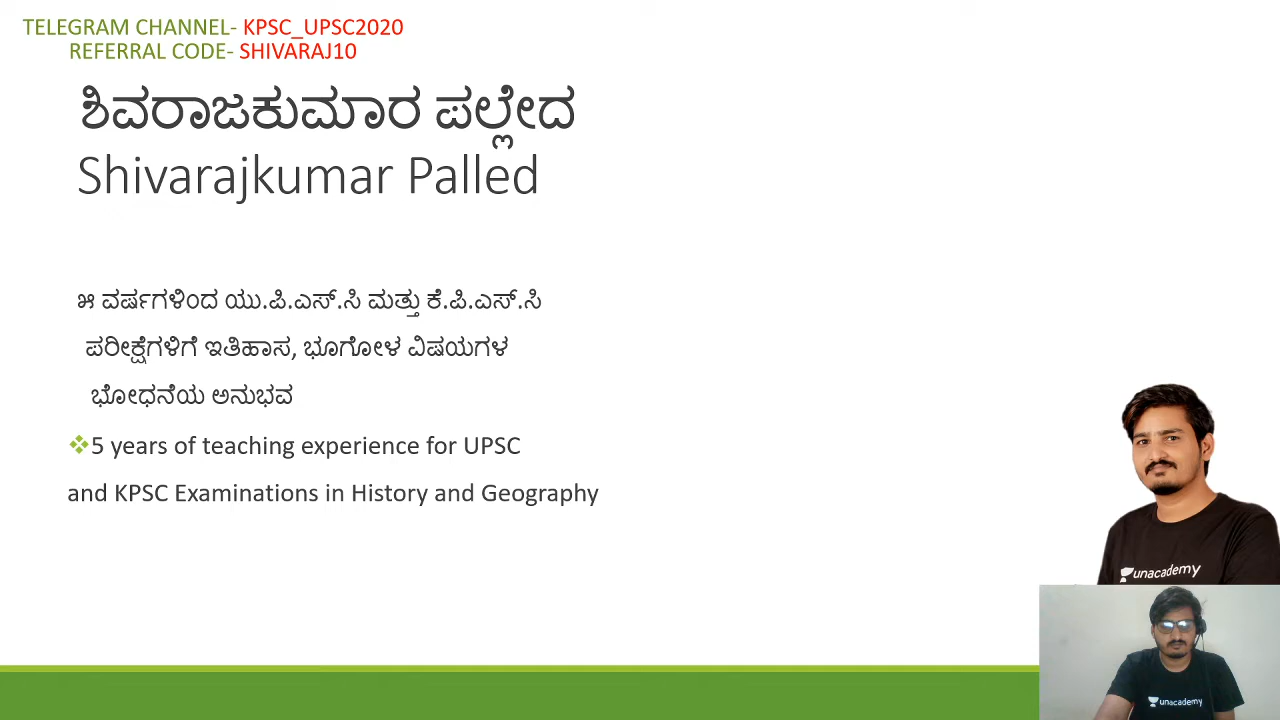 TELEGRAM CHANNEL- KPSC_UPSC2020
REFERRAL CODE- SHIVARAJ10
ಶಿವರಾಜಕುಮಾರ ಪಲ್ಲೇದ
Shivarajkumar Palled
೫ ವರ್ಷಗಳಿಂದ ಯು.ಪಿ.ಎಸ್.ಸಿ ಮತ್ತು ಕೆ.ಪಿ.ಎಸ್.ಸಿ
ಪರೀಕ್ಷೆಗಳಿಗೆ ಇತಿಹಾಸ, ಭೂಗೋಳ ವಿಷಯಗಳ
ಭೋಧನೆಯ ಅನುಭವ
❖5 years of teaching experience for UPSC
and KPSC Examinations in History and Geography
unacademy
unacademy